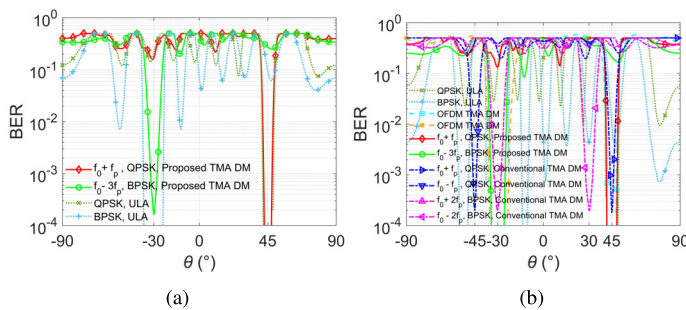 (a)
10^0
10^-1
10^-2
10^-3
10^-4
BER
f0+ fp , QPSK, Proposed TMA DM
f0- 3fp, BPSK, Proposed TMA DM
QPSK, ULA
BPSK, ULA
-90 -45 -30 0 45 90
θ (°)
(a)
(b)
10^0
10^-1
10^-2
10^-3
10^-4
BER
QPSK, ULA
BPSK, ULA
OFDM TMA DM
OFDM TMA DM
f0+ fp, QPSK, Proposed TMA DM
f0- 3fp, BPSK, Proposed TMA DM
f0+ fp, QPSK, Conventional TMA DM
f0- fp, QPSK, Conventional TMA DM
f0+ 2fp, BPSK, Conventional TMA DM
f0- 2fp, BPSK, Conventional TMA DM
-90 -45 -30 0 30 45 90
θ (°)
(b)